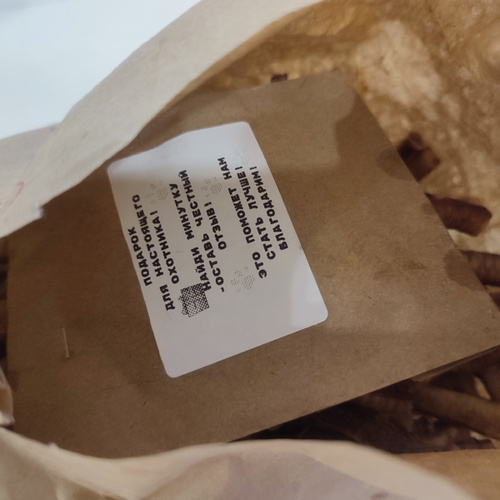 ПОДАРОК
ДЛЯ НАСТОЯЩЕГО
ОХОТНИКА!
НАЙДИ МИНУТКУ
-ОСТАВЬ ЧЕСТНЫЙ
ОТЗЫВ!
ЭТО ПОМОЖЕТ НАМ
СТАТЬ ЛУЧШЕ!
БЛАГОДАРИМ!